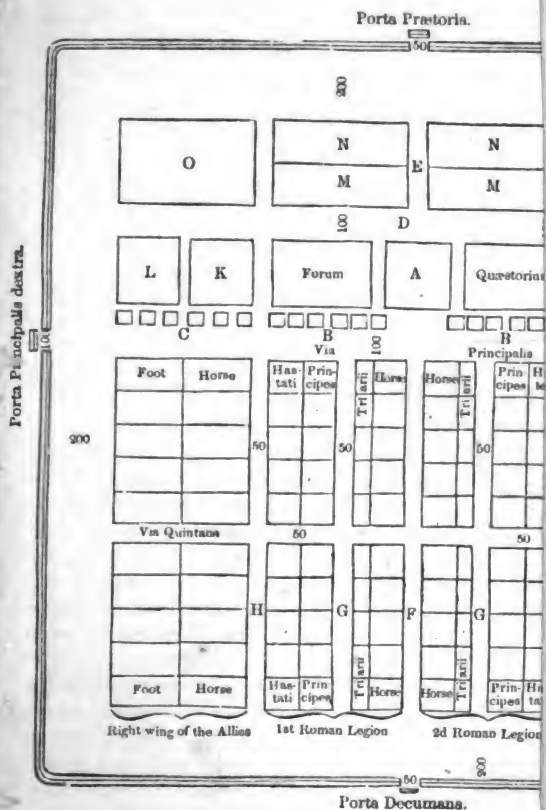 Porta Prætoria.
50
200
O
N
N
E
M
M
100
D
L
K
Forum
A
Quæstoriu
C
B
B
Porta Principalis dextra.
100
Via
100
Principalis
Foot
Horse
Has-
tati
Prin-
cipes
Triarii
Horse
Horse
Triarii
Prin-
cipes
200
50
50
50
Via Quintana
50
50
H
G
F
G
Foot
Horse
Has-
tati
Prin-
cipes
Triarii
Horse
Horse
Triarii
Prin-
cipes
Right wing of the Allies
1st Roman Legion
2d Roman Legion
200
50
Porta Decumana.